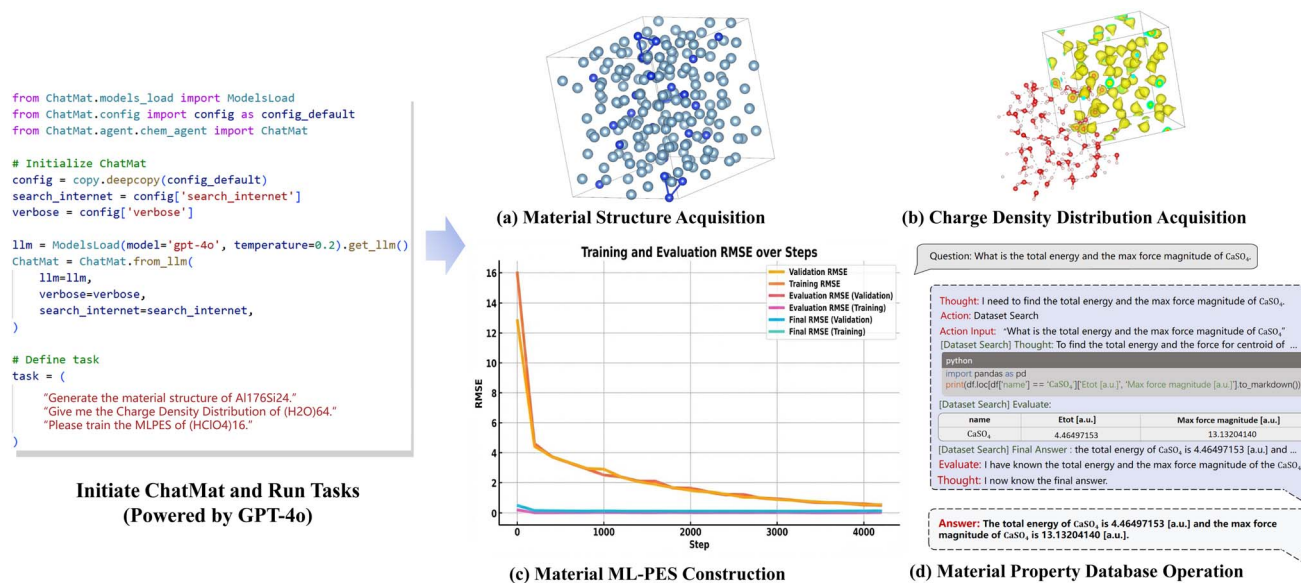 from ChatMat.models_load import ModelsLoad
from ChatMat.config import config as config_default
from ChatMat.agent.chem_agent import ChatMat
# Initialize ChatMat
config = copy.deepcopy(config_default)
search_internet = config['search_internet']
verbose = config['verbose']
llm = ModelsLoad(model='gpt-4o', temperature=0.2).get_llm()
ChatMat = ChatMat.from_llm(
llm=llm,
verbose=verbose,
search_internet=search_internet,
)
# Define task
task = (
"Generate the material structure of Al176Si24."
"Give me the Charge Density Distribution of (H2O)64."
"Please train the MLPES of (HClO4)16."
)
Initiate ChatMat and Run Tasks
(Powered by GPT-4o)
(a) Material Structure Acquisition
(b) Charge Density Distribution Acquisition
Training and Evaluation RMSE over Steps
Validation RMSE
Training RMSE
Evaluation RMSE (Validation)
Evaluation RMSE (Training)
Final RMSE (Validation)
Final RMSE (Training)
RMSE
16
14
12
10
8
6
4
2
0
0 1000 2000 3000 4000
Step
(c) Material ML-PES Construction
Question: What is the total energy and the max force magnitude of CaSO₄.
Thought: I need to find the total energy and the max force magnitude of CaSO₄.
Action: Dataset Search
Action Input: "What is the total energy and the max force magnitude of CaSO₄"
[Dataset Search] Thought: To find the total energy and the force for centroid of ...
python
import pandas as pd
print(df.loc[df['name'] == 'CaSO₄']['Etot [a.u.]', 'Max force magnitude [a.u.]'].to_markdown())
[Dataset Search] Evaluate:
name Etot [a.u.] Max force magnitude [a.u.]
CaSO₄ 4.46497153 13.13204140
[Dataset Search] Final Answer : the total energy of CaSO₄ is 4.46497153 [a.u.] and ...
Evaluate: I have known the total energy and the max force magnitude of the CaSO₄
Thought: I now know the final answer.
Answer: The total energy of CaSO₄ is 4.46497153 [a.u.] and the max force
magnitude of CaSO₄ is 13.13204140 [a.u.].
(d) Material Property Database Operation